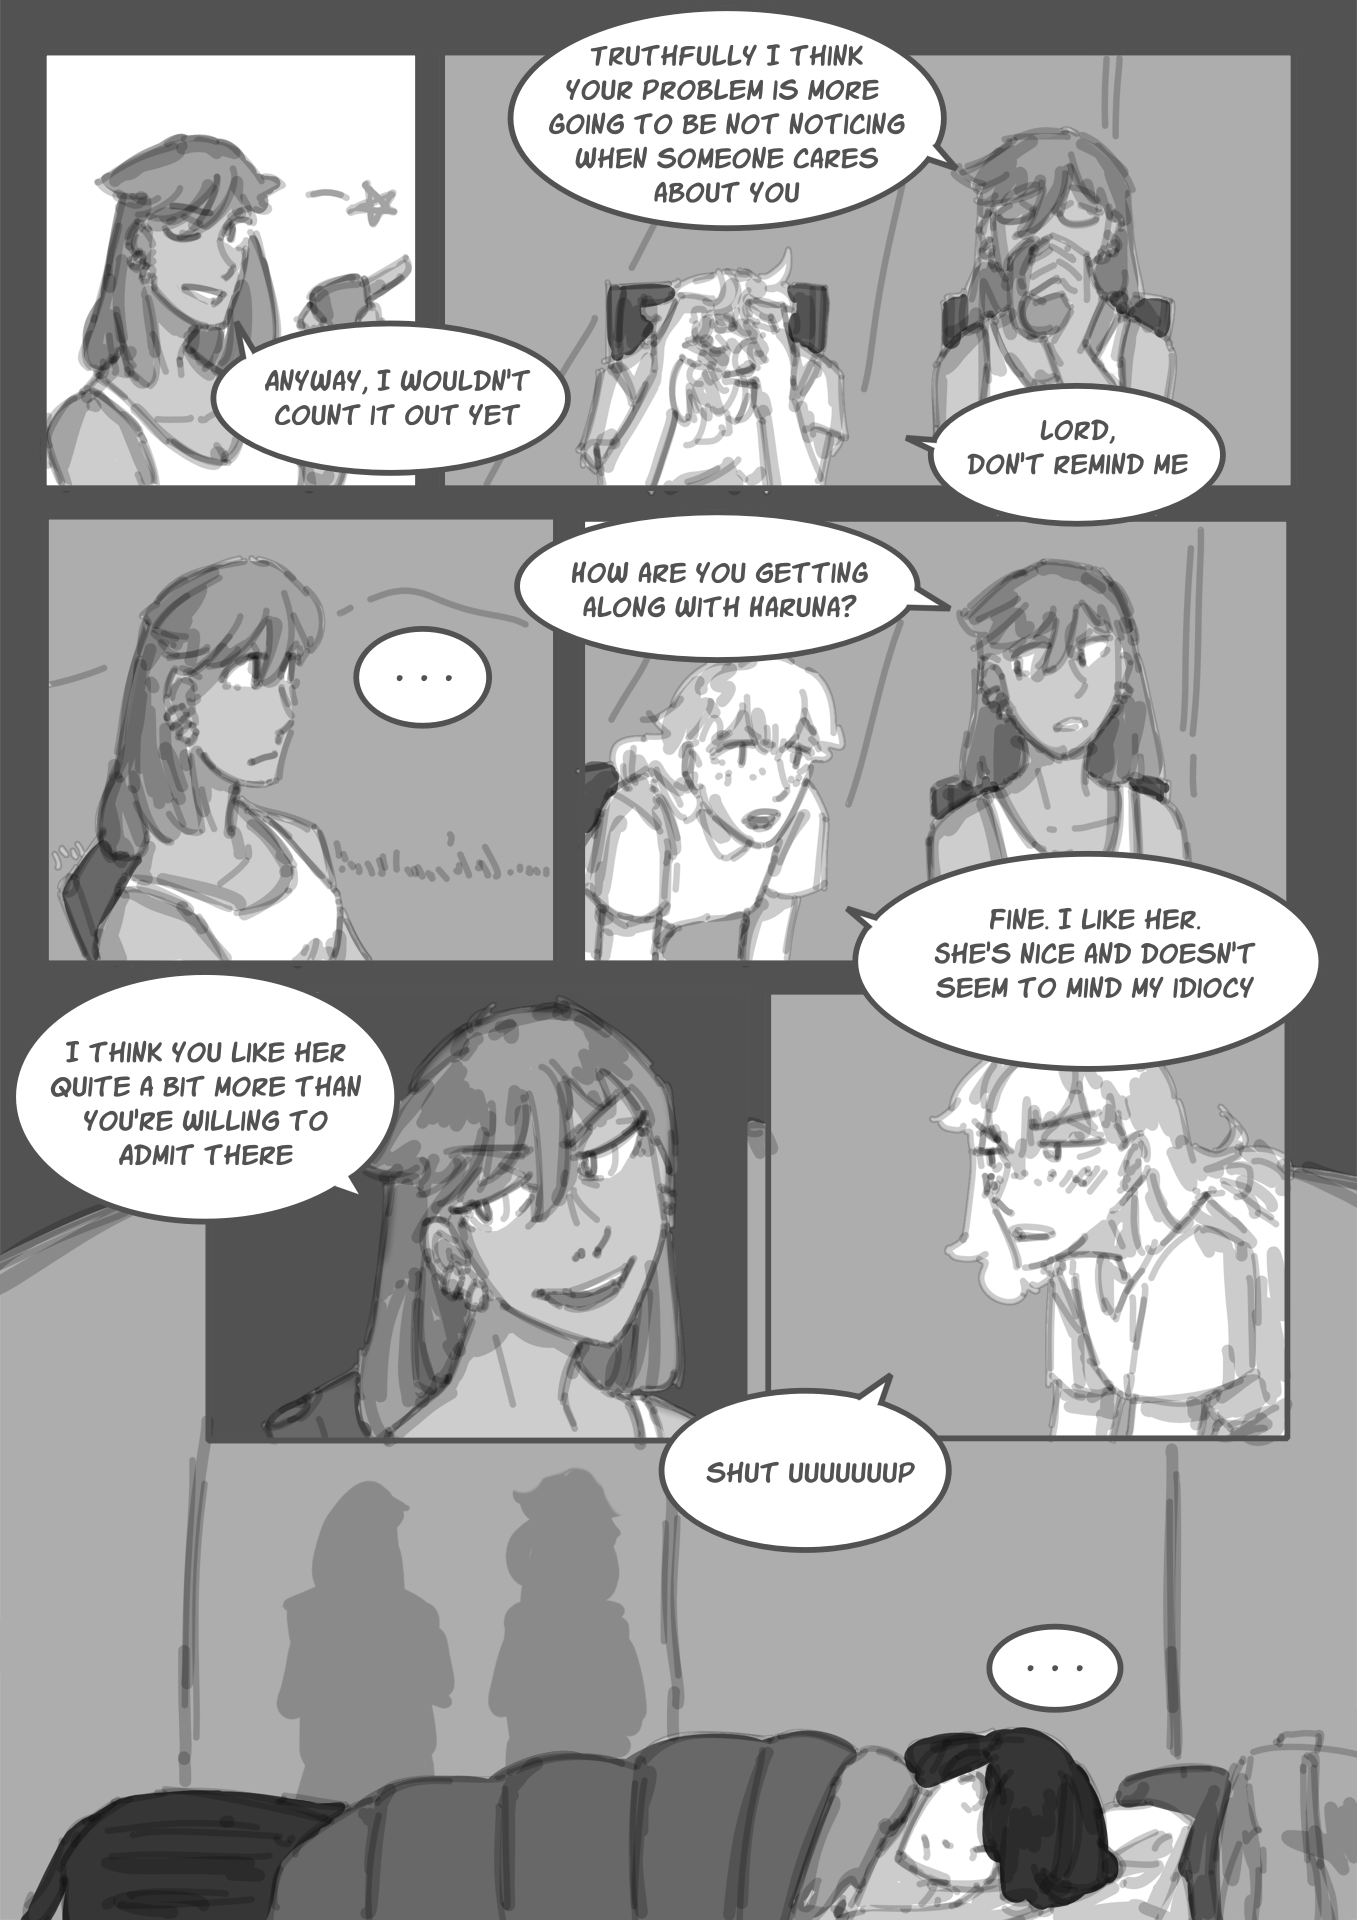 ANYWAY, I WOULDN'T
COUNT IT OUT YET
TRUTHFULLY I THINK
YOUR PROBLEM IS MORE
GOING TO BE NOT NOTICING
WHEN SOMEONE CARES
ABOUT YOU
LORD,
DON'T REMIND ME
. . .
HOW ARE YOU GETTING
ALONG WITH HARUNA?
FINE. I LIKE HER.
SHE'S NICE AND DOESN'T
SEEM TO MIND MY IDIOCY
I THINK YOU LIKE HER
QUITE A BIT MORE THAN
YOU'RE WILLING TO
ADMIT THERE
SHUT UUUUUUUP
. . .